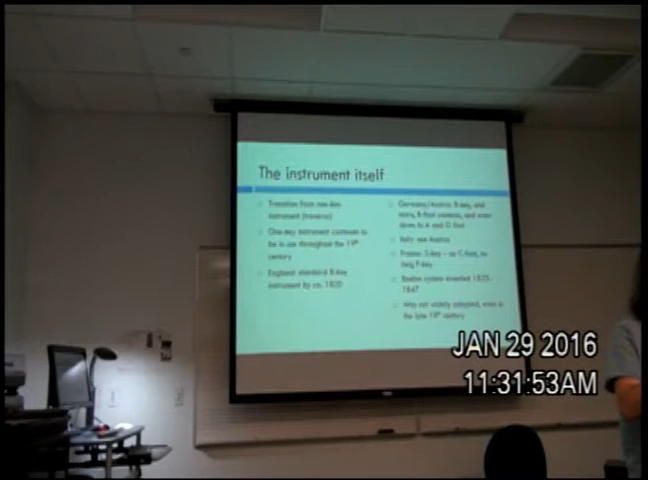 The instrument itself
Transition from one-key
instrument (traverso)
One-key instrument continues to
be in use throughout the 19th
century
England: standard 8-key
instrument by ca. 1820
Germany/Austria: 8-key, and
more, B-foot common, and even
down to A and G foot
Italy: see Austria
France: 5-key – no C-foot, no
long F-key
Boehm system invented 1832-
1847
Was not widely adopted, even in
the late 19th century
JAN 29 2016
11:31:53AM